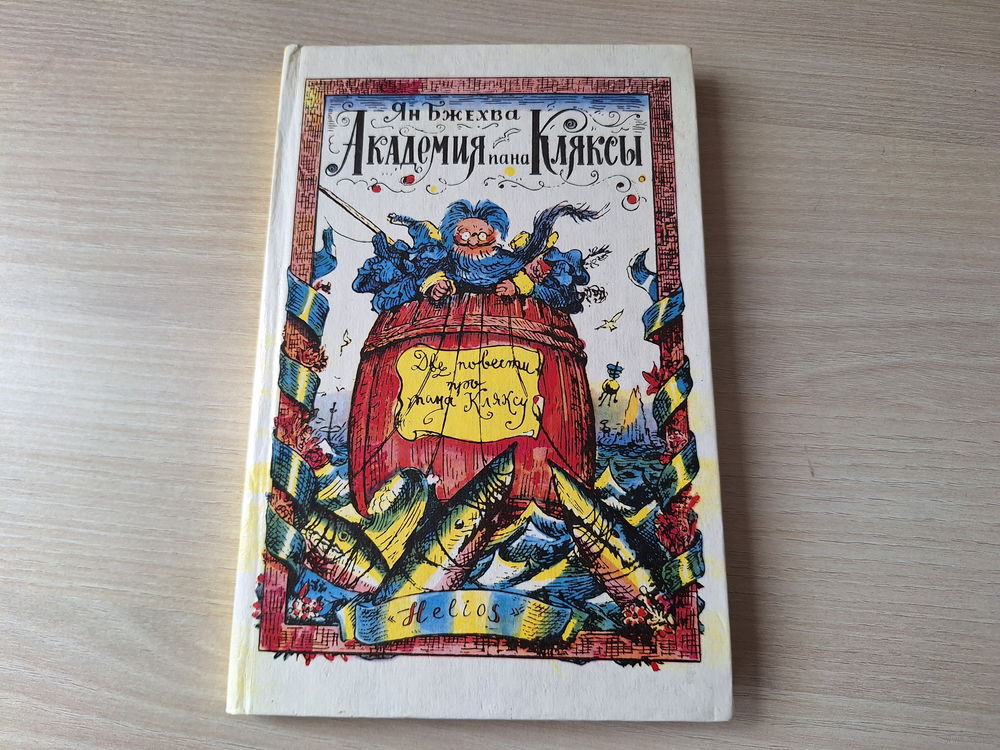 Ян Бжехва
Академия пана Кляксы
Две повести
про
пана Кляксу
«Helios»